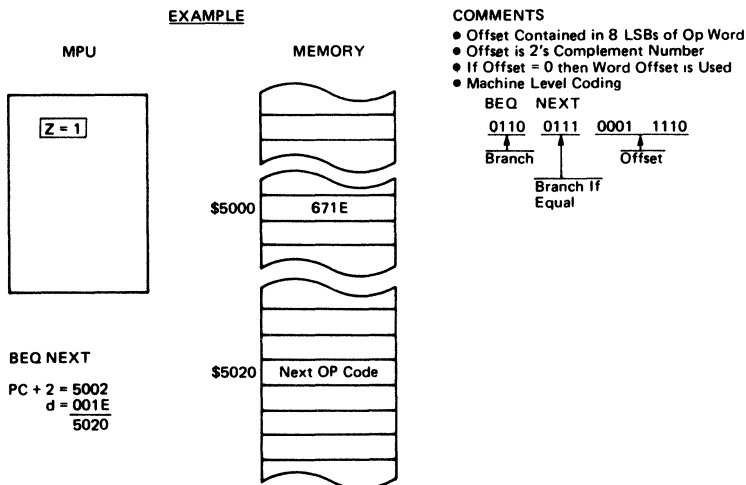 EXAMPLE
MPU
MEMORY
Z = 1
$5000
671E
$5020
Next OP Code
BEQ NEXT
PC + 2 = 5002
d = 001E
5020
COMMENTS
• Offset Contained in 8 LSBs of Op Word
• Offset is 2's Complement Number
• If Offset = 0 then Word Offset is Used
• Machine Level Coding
BEQ NEXT
0110 0111 0001 1110
Branch Offset
Branch If
Equal